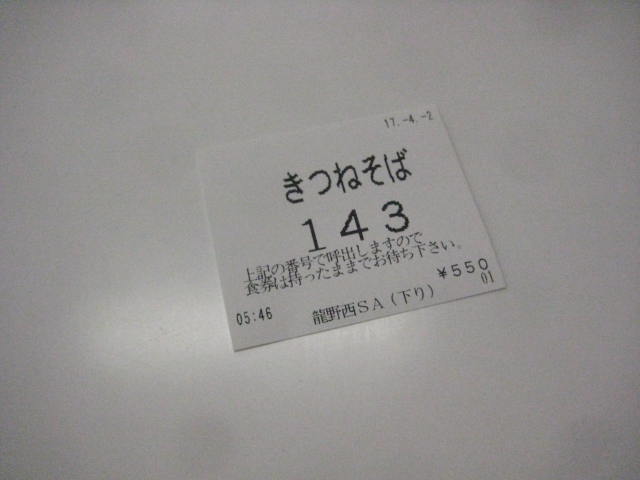 17.-4.-2
きつねそば
143
上記の番号で呼出しますので
食券は持ったままでお待ち下さい。
¥550
01
05:46 龍野西SA(下り)